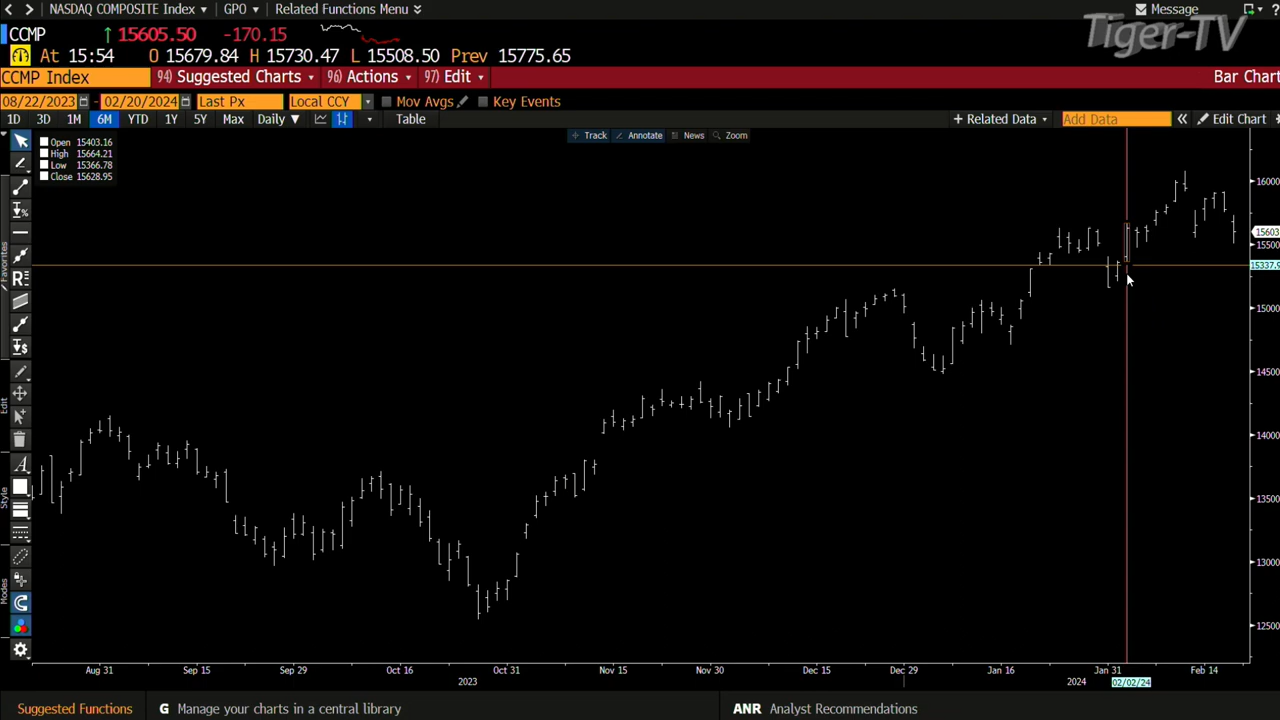 NASDAQ COMPOSITE Index GPO Related Functions Menu Message
Tiger-TV
CCMP 15605.50 -170.15
At 15:54 O 15679.84 H 15730.47 L 15508.50 Prev 15775.65
CCMP Index 94) Suggested Charts 96) Actions 97) Edit Bar Chart
08/22/2023 - 02/20/2024 Last Px Local CCY Mov Avgs Key Events
1D 3D 1M 6M YTD 1Y 5Y Max Daily Table + Related Data Add Data Edit Chart
Track Annotate News Zoom
Open 15403.16
High 15664.21
Low 15366.78
Close 15628.95
16000
15603
15500
15337.9
15000
14500
14000
13500
13000
12500
Favorites
Edit
Style
Modes
Aug 31 Sep 15 Sep 29 Oct 16 Oct 31 Nov 15 Nov 30 Dec 15 Dec 29 Jan 16 Jan 31 Feb 14
2023 2024 02/02/24
Suggested Functions G Manage your charts in a central library ANR Analyst Recommendations